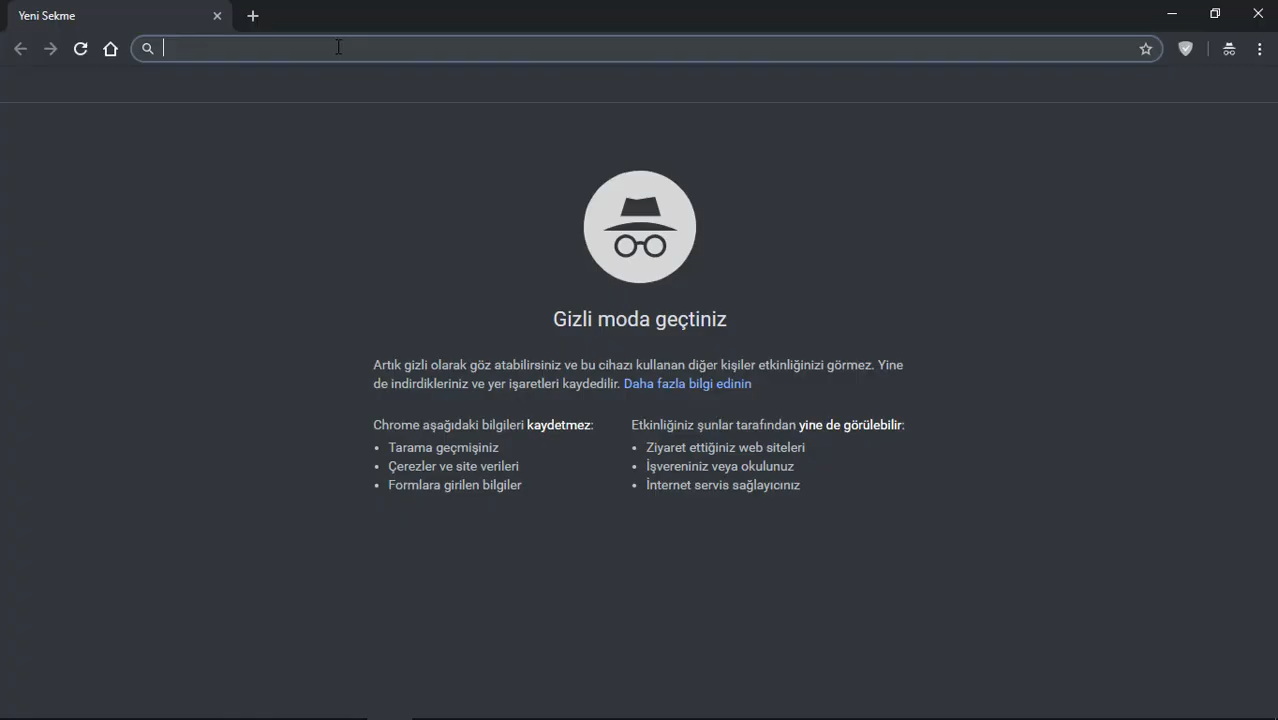 Yeni Sekme
Gizli moda geçtiniz
Artık gizli olarak göz atabilirsiniz ve bu cihazı kullanan diğer kişiler etkinliğinizi görmez. Yine
de indirdikleriniz ve yer işaretleri kaydedilir. Daha fazla bilgi edinin
Chrome aşağıdaki bilgileri kaydetmez:
• Tarama geçmişiniz
• Çerezler ve site verileri
• Formlara girilen bilgiler
Etkinliğiniz şunlar tarafından yine de görülebilir:
• Ziyaret ettiğiniz web siteleri
• İşvereniniz veya okulunuz
• İnternet servis sağlayıcınız